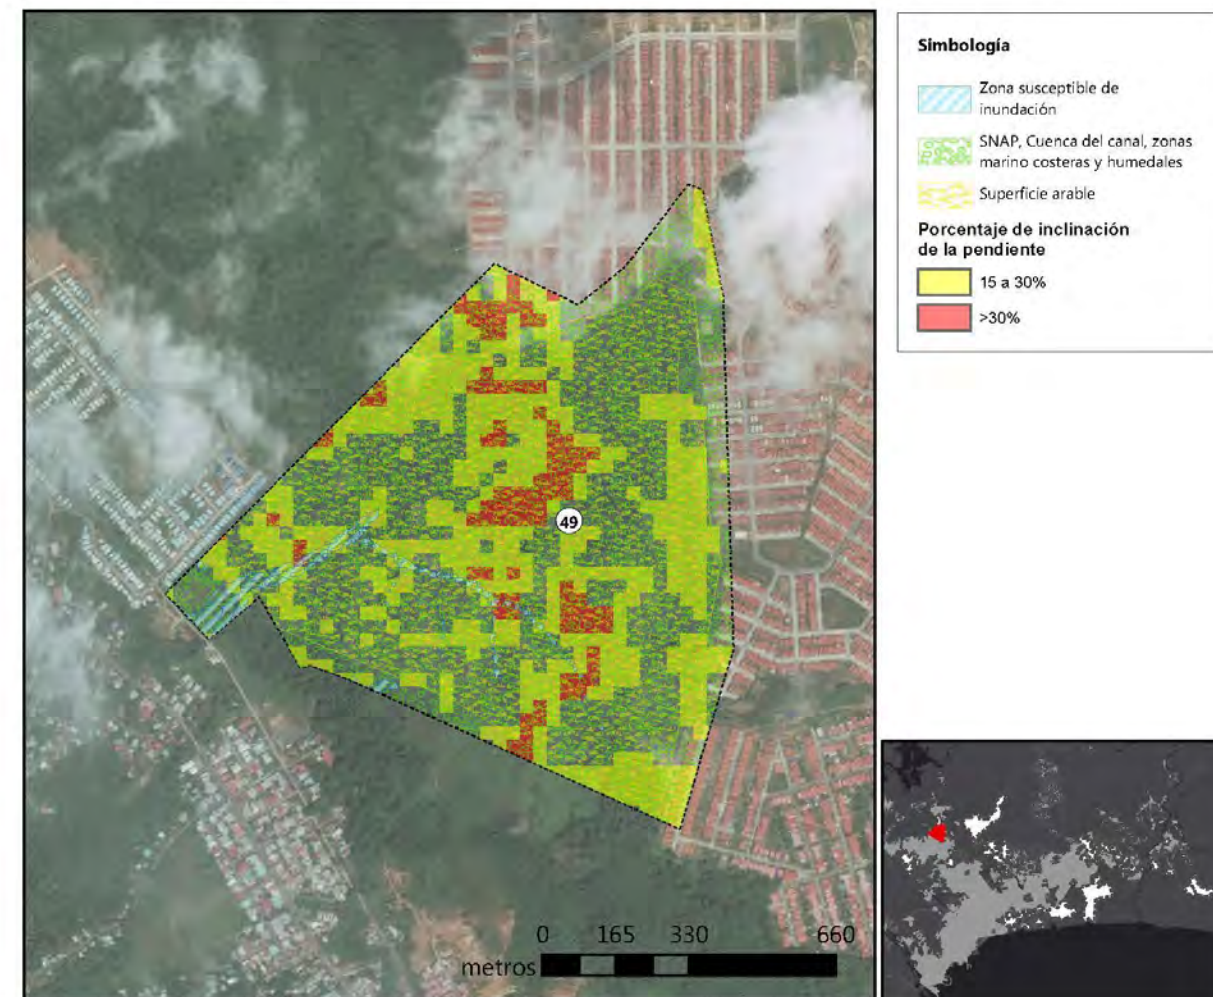 Simbología
Zona susceptible de
inundación
SNAP, Cuenca del canal, zonas
marino costeras y humedales
Superficie arable
Porcentaje de inclinación
de la pendiente
15 a 30%
>30%
49
0 165 330 660
metros